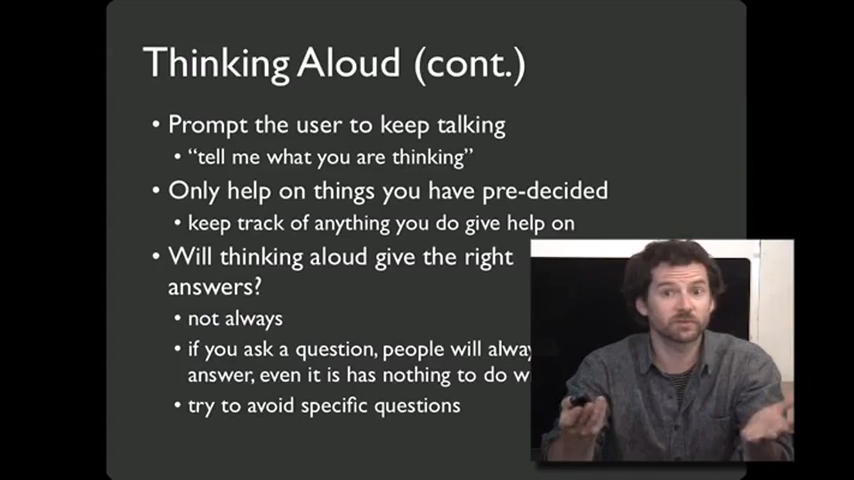 Thinking Aloud (cont.)
• Prompt the user to keep talking
• “tell me what you are thinking”
• Only help on things you have pre-decided
• keep track of anything you do give help on
• Will thinking aloud give the right
answers?
• not always
• if you ask a question, people will
answer, even it is has nothing to do
• try to avoid specific questions